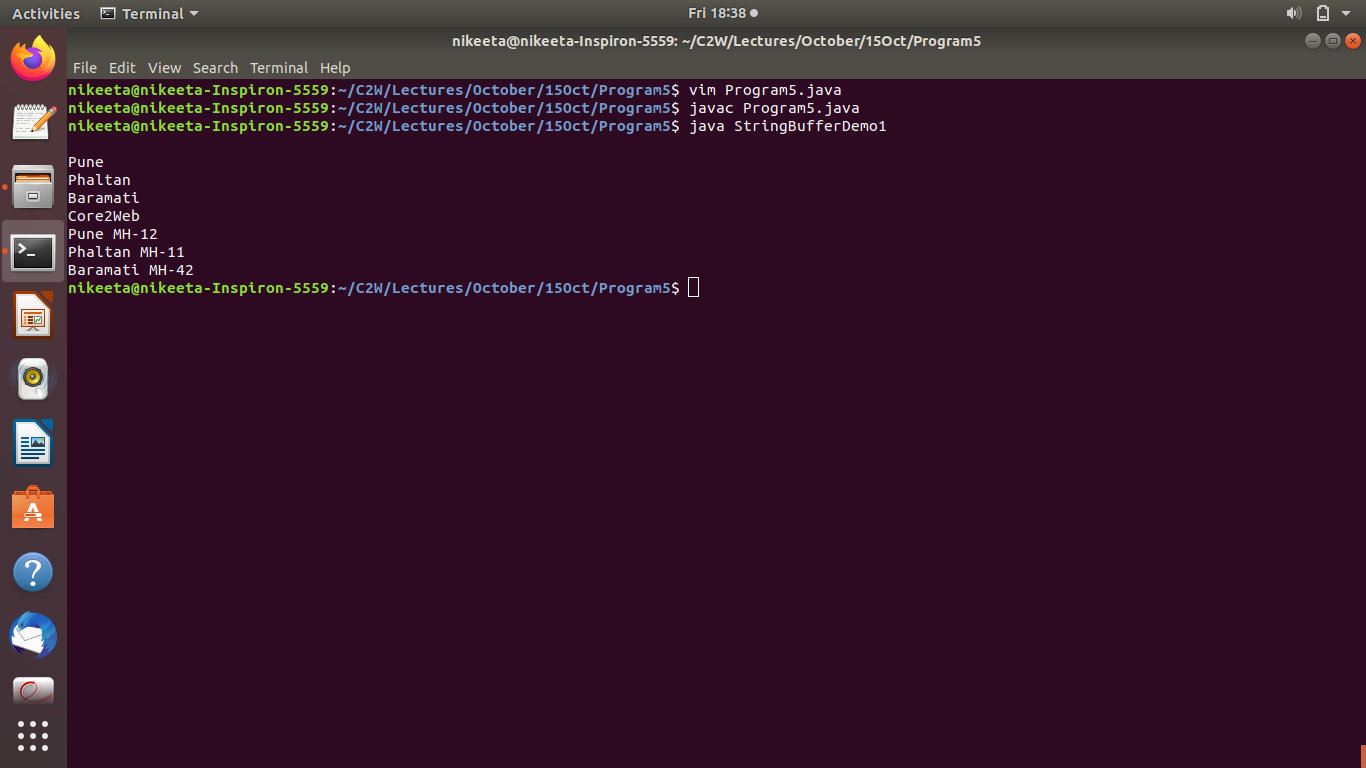 Activities Terminal Fri 18:38
nikeeta@nikeeta-Inspiron-5559: ~/C2W/Lectures/October/15Oct/Program5
File Edit View Search Terminal Help
nikeeta@nikeeta-Inspiron-5559:~/C2W/Lectures/October/15Oct/Program5$ vim Program5.java
nikeeta@nikeeta-Inspiron-5559:~/C2W/Lectures/October/15Oct/Program5$ javac Program5.java
nikeeta@nikeeta-Inspiron-5559:~/C2W/Lectures/October/15Oct/Program5$ java StringBufferDemo1
Pune
Phaltan
Baramati
Core2Web
Pune MH-12
Phaltan MH-11
Baramati MH-42
nikeeta@nikeeta-Inspiron-5559:~/C2W/Lectures/October/15Oct/Program5$